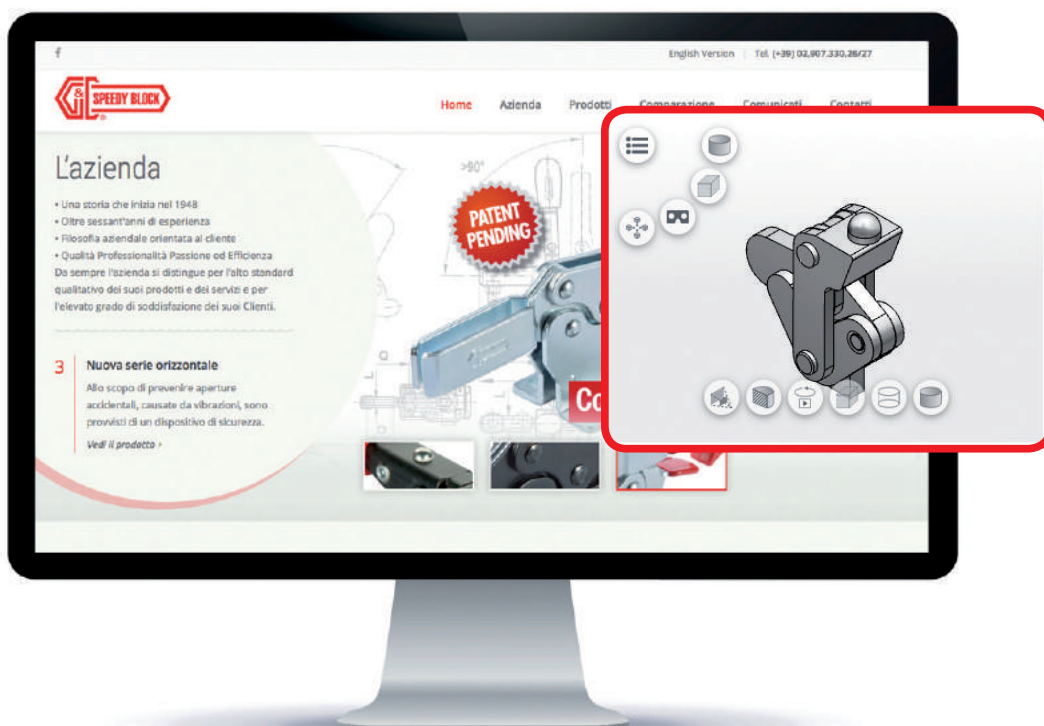 English Version
Tel. (+39) 02,907.330.26/27
G&C SPEEDY BLOCK
®
Home Azienda Prodotti Comparazione Comunicati Contatti
L'azienda
• Una storia che inizia nel 1948
• Oltre sessant'anni di esperienza
• Filosofia aziendale orientata al cliente
• Qualità Professionalità Passione ed Efficienza
Da sempre l'azienda si distingue per l'alto standard
qualitativo dei suoi prodotti e dei servizi e per
l'elevato grado di soddisfazione dei suoi Clienti.
3 Nuova serie orizzontale
Allo scopo di prevenire aperture
accidentali, causate da vibrazioni, sono
provvisti di un dispositivo di sicurezza.
Vedi il prodotto ›
>90°
PATENT
PENDING
Co